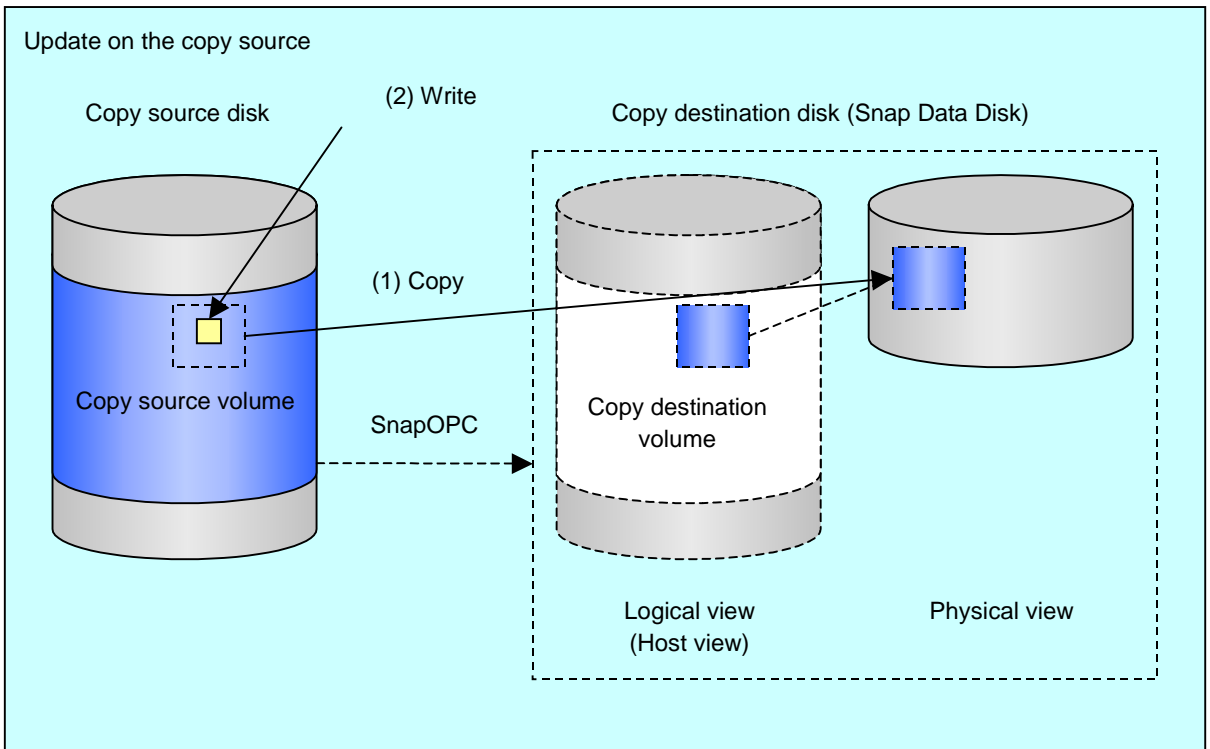 Update on the copy source
(2) Write
Copy source disk
Copy destination disk (Snap Data Disk)
(1) Copy
Copy source volume
Copy destination
volume
SnapOPC
Logical view
(Host view)
Physical view